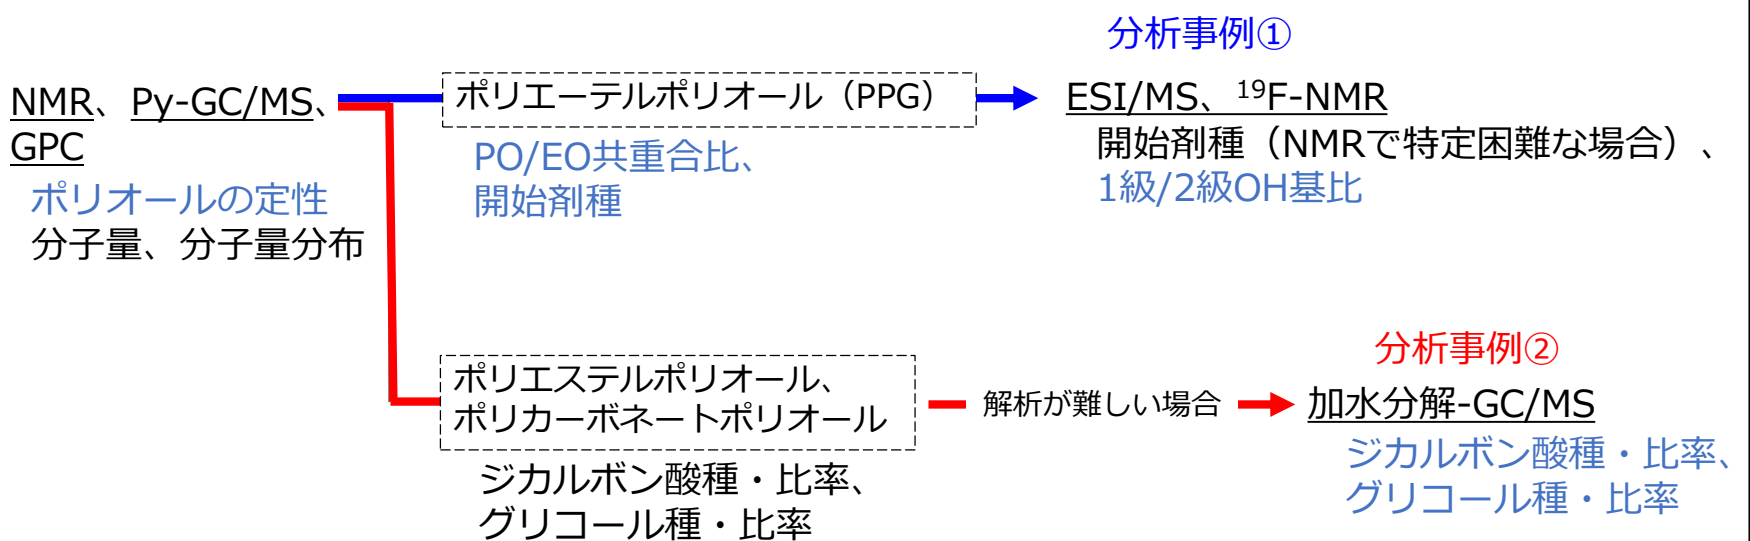 分析事例①
NMR、Py-GC/MS、
GPC
ポリオールの定性
分子量、分子量分布
ポリエーテルポリオール（PPG）
PO/EO共重合比、
開始剤種
ESI/MS、¹⁹F-NMR
開始剤種（NMRで特定困難な場合）、
1級/2級OH基比
ポリエステルポリオール、
ポリカーボネートポリオール
ジカルボン酸種・比率、
グリコール種・比率
解析が難しい場合
分析事例②
加水分解-GC/MS
ジカルボン酸種・比率、
グリコール種・比率